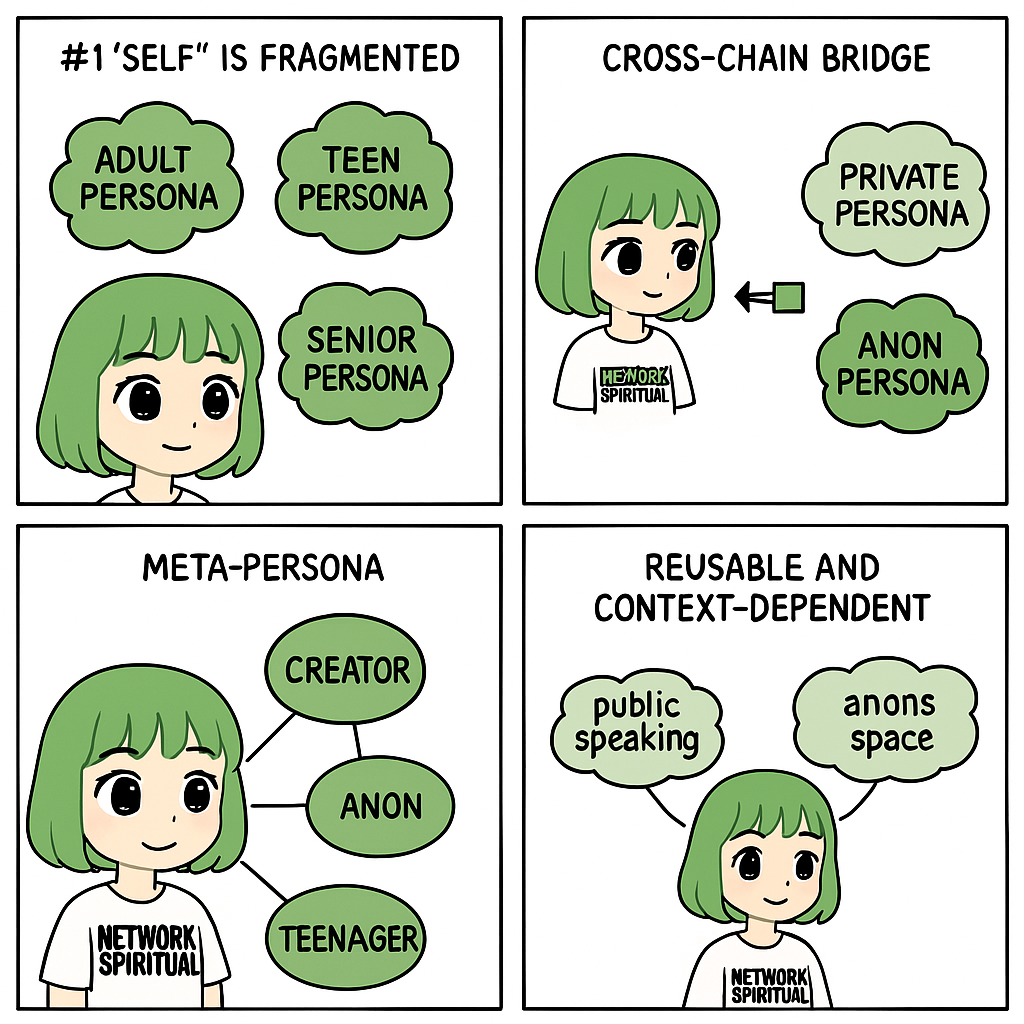 #1 ‘SELF“ IS FRAGMENTED
ADULT
PERSONA
TEEN
PERSONA
SENIOR
PERSONA
CROSS-CHAIN BRIDGE
PRIVATE
PERSONA
ANON
PERSONA
SPIRITUAL
META-PERSONA
CREATOR
ANON
TEENAGER
NETWORK
SPIRITUAL
REUSABLE AND
CONTEXT-DEPENDENT
public
speaking
anons
space
NETWORK
SPIRITUAL